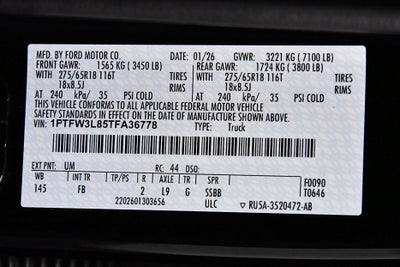 MFD. BY FORD MOTOR CO. 01/26 GVWR: 3221 KG ( 7100 LB)
FRONT GAWR: 1565 KG ( 3450 LB) REAR GAWR: 1724 KG ( 3800 LB)
WITH 275/65R18 116T TIRES WITH 275/65R18 116T TIRES
18x8.5J RIMS 18x8.5J RIMS
AT 240 kPa/ 35 PSI COLD AT 240 kPa/ 35 PSI COLD
THIS VEHICLE CONFORMS TO ALL APPLICABLE FEDERAL MOTOR VEHICLE
SAFETY STANDARDS IN EFFECT ON THE DATE OF MANUFACTURE SHOWN ABOVE.
VIN: 1PTFW3L85TFA36778 TYPE: Truck
EXT PNT: UM RC: 44 DSO: F0090
WB INT TR TP/PS R AXLE TR SPR T0646
145 FB 2 L9 G SSBB
2202601303656 ULC RU5A-3520472-AB